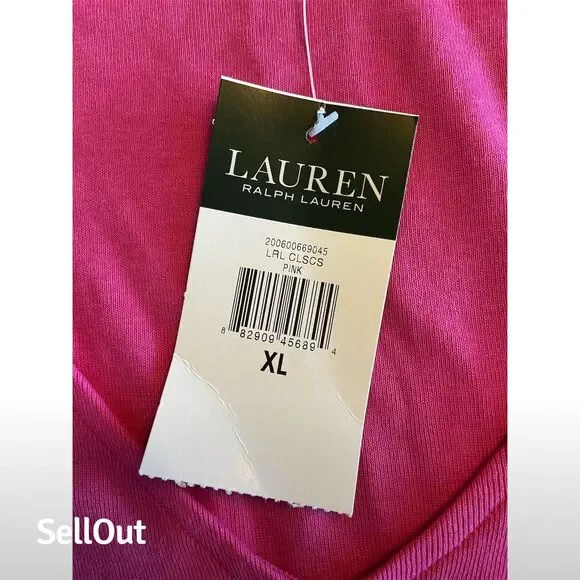 LAUREN
RALPH LAUREN
200600669045
LRL CLSCS
PINK
8 82909 45689 4
XL
SellOut